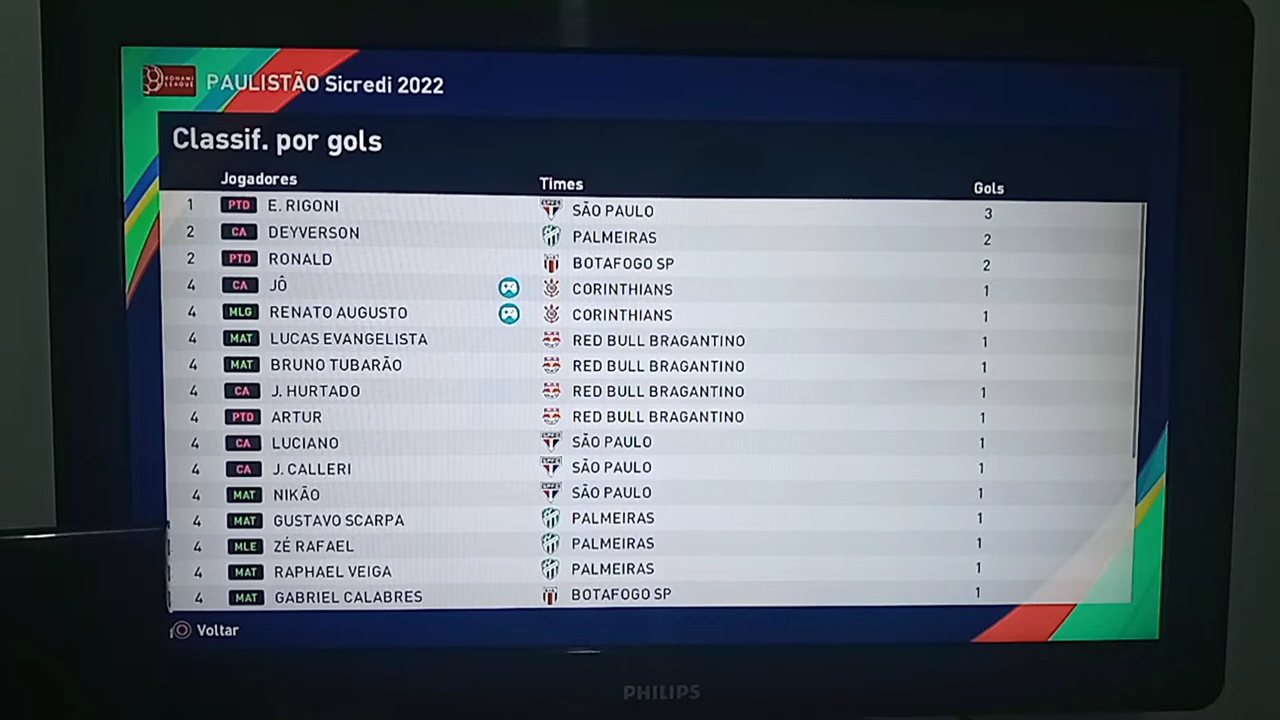 KONAMI LEAGUE PAULISTÃO Sicredi 2022
Classif. por gols
Jogadores Times Gols
1 PTD E. RIGONI SÃO PAULO 3
2 CA DEYVERSON PALMEIRAS 2
2 PTD RONALD BOTAFOGO SP 2
4 CA JÔ CORINTHIANS 1
4 MLG RENATO AUGUSTO CORINTHIANS 1
4 MAT LUCAS EVANGELISTA RED BULL BRAGANTINO 1
4 MAT BRUNO TUBARÃO RED BULL BRAGANTINO 1
4 CA J. HURTADO RED BULL BRAGANTINO 1
4 PTD ARTUR RED BULL BRAGANTINO 1
4 CA LUCIANO SÃO PAULO 1
4 CA J. CALLERI SÃO PAULO 1
4 MAT NIKÃO SÃO PAULO 1
4 MAT GUSTAVO SCARPA PALMEIRAS 1
4 MLE ZÉ RAFAEL PALMEIRAS 1
4 MAT RAPHAEL VEIGA PALMEIRAS 1
4 MAT GABRIEL CALABRES BOTAFOGO SP 1
Voltar
PHILIPS